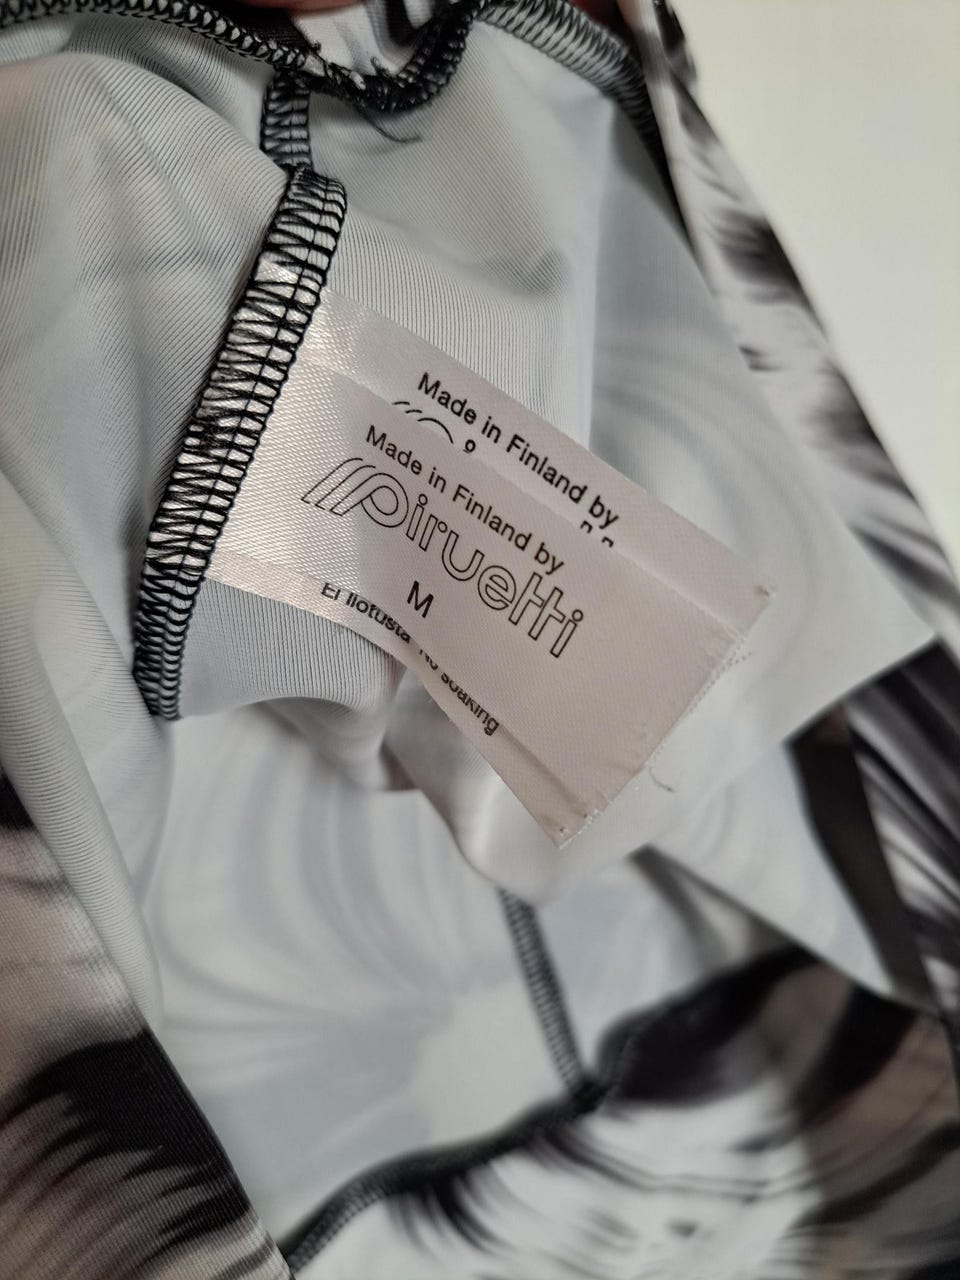 Made in Finland by
Made in Finland by
Piruetti
M
Ei liotusta No soaking